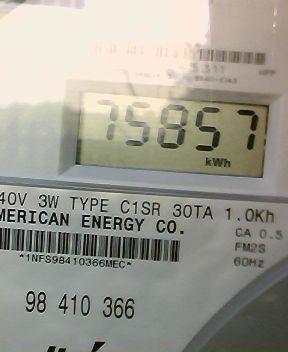 75857
kWh
40V 3W TYPE C1SR 30TA 1.0Kh
MERICAN ENERGY CO.
CA 0.5
FM2S
60Hz
*1NFS98410366MEC*
98 410 366